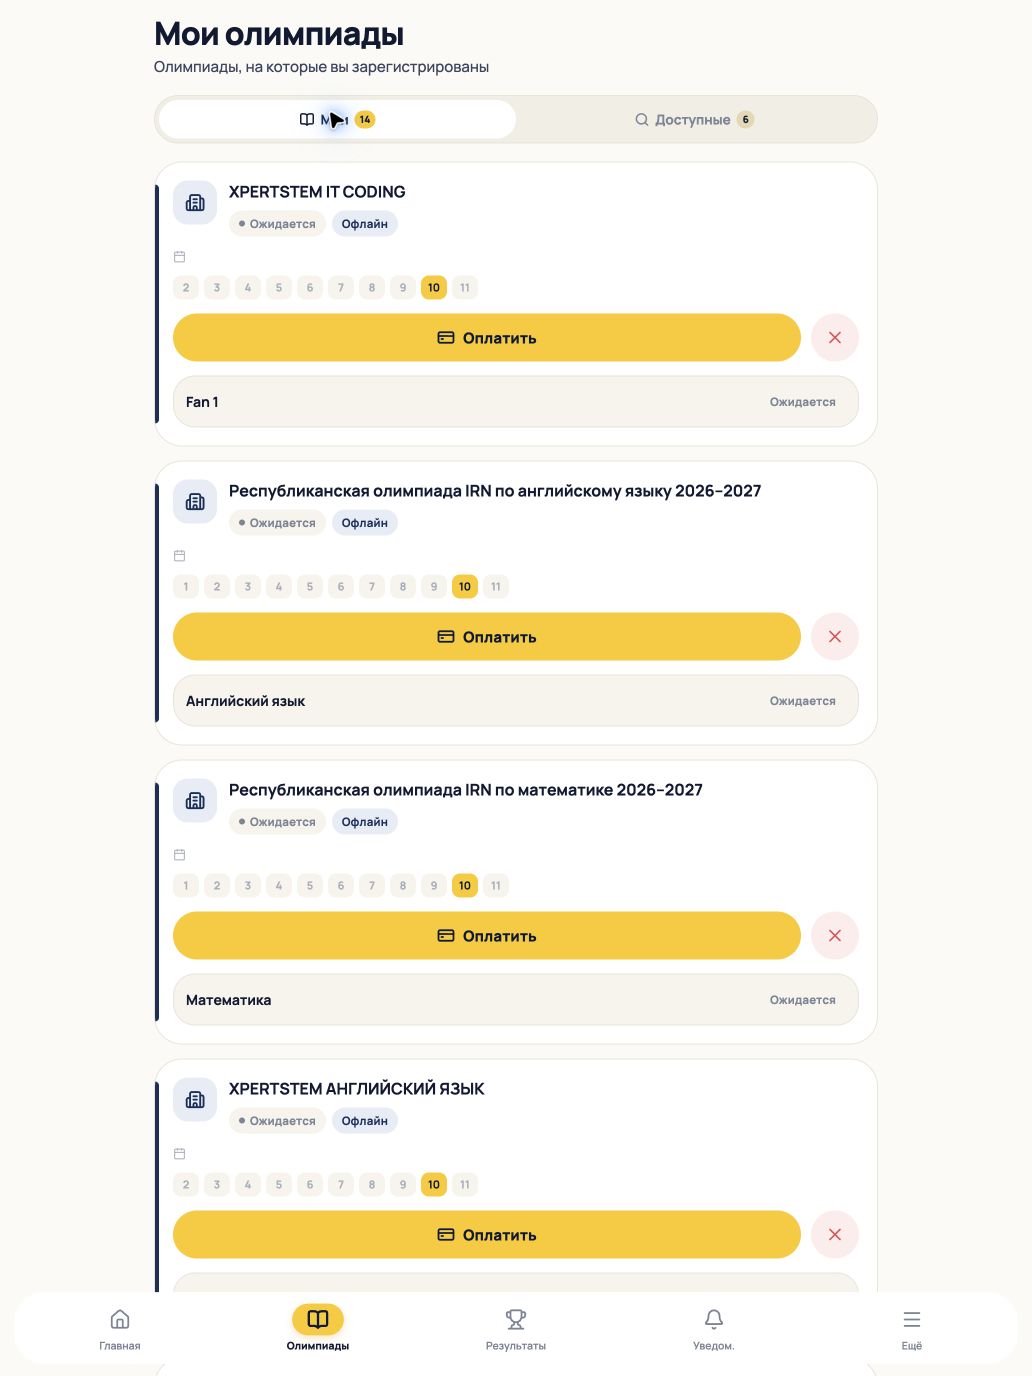 Мои олимпиады
Олимпиады, на которые вы зарегистрированы
14
Доступные 6
XPERTSTEM IT CODING
Ожидается Офлайн
2 3 4 5 6 7 8 9 10 11
Оплатить
Fan 1 Ожидается
Республиканская олимпиада IRN по английскому языку 2026–2027
Ожидается Офлайн
1 2 3 4 5 6 7 8 9 10 11
Оплатить
Английский язык Ожидается
Республиканская олимпиада IRN по математике 2026–2027
Ожидается Офлайн
1 2 3 4 5 6 7 8 9 10 11
Оплатить
Математика Ожидается
XPERTSTEM АНГЛИЙСКИЙ ЯЗЫК
Ожидается Офлайн
2 3 4 5 6 7 8 9 10 11
Оплатить
Главная
Олимпиады
Результаты
Уведом.
Ещё